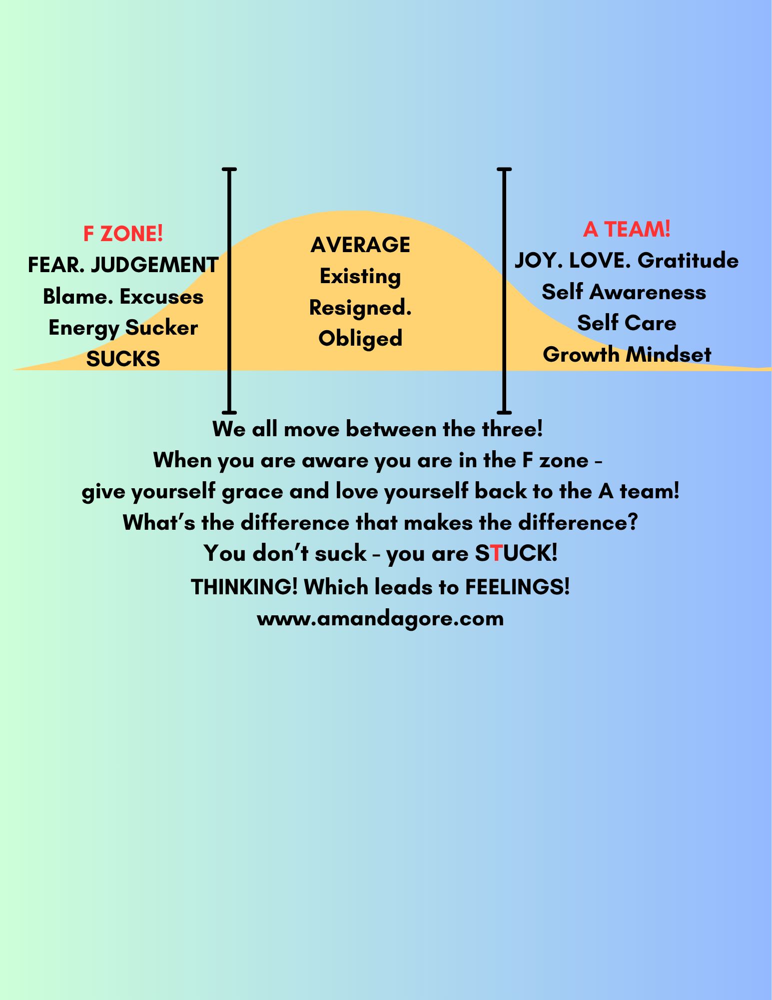 F ZONE!
FEAR. JUDGEMENT
Blame. Excuses
Energy Sucker
SUCKS
AVERAGE
Existing
Resigned.
Obliged
A TEAM!
JOY. LOVE. Gratitude
Self Awareness
Self Care
Growth Mindset
We all move between the three!
When you are aware you are in the F zone -
give yourself grace and love yourself back to the A team!
What’s the difference that makes the difference?
You don’t suck - you are STUCK!
THINKING! Which leads to FEELINGS!
www.amandagore.com